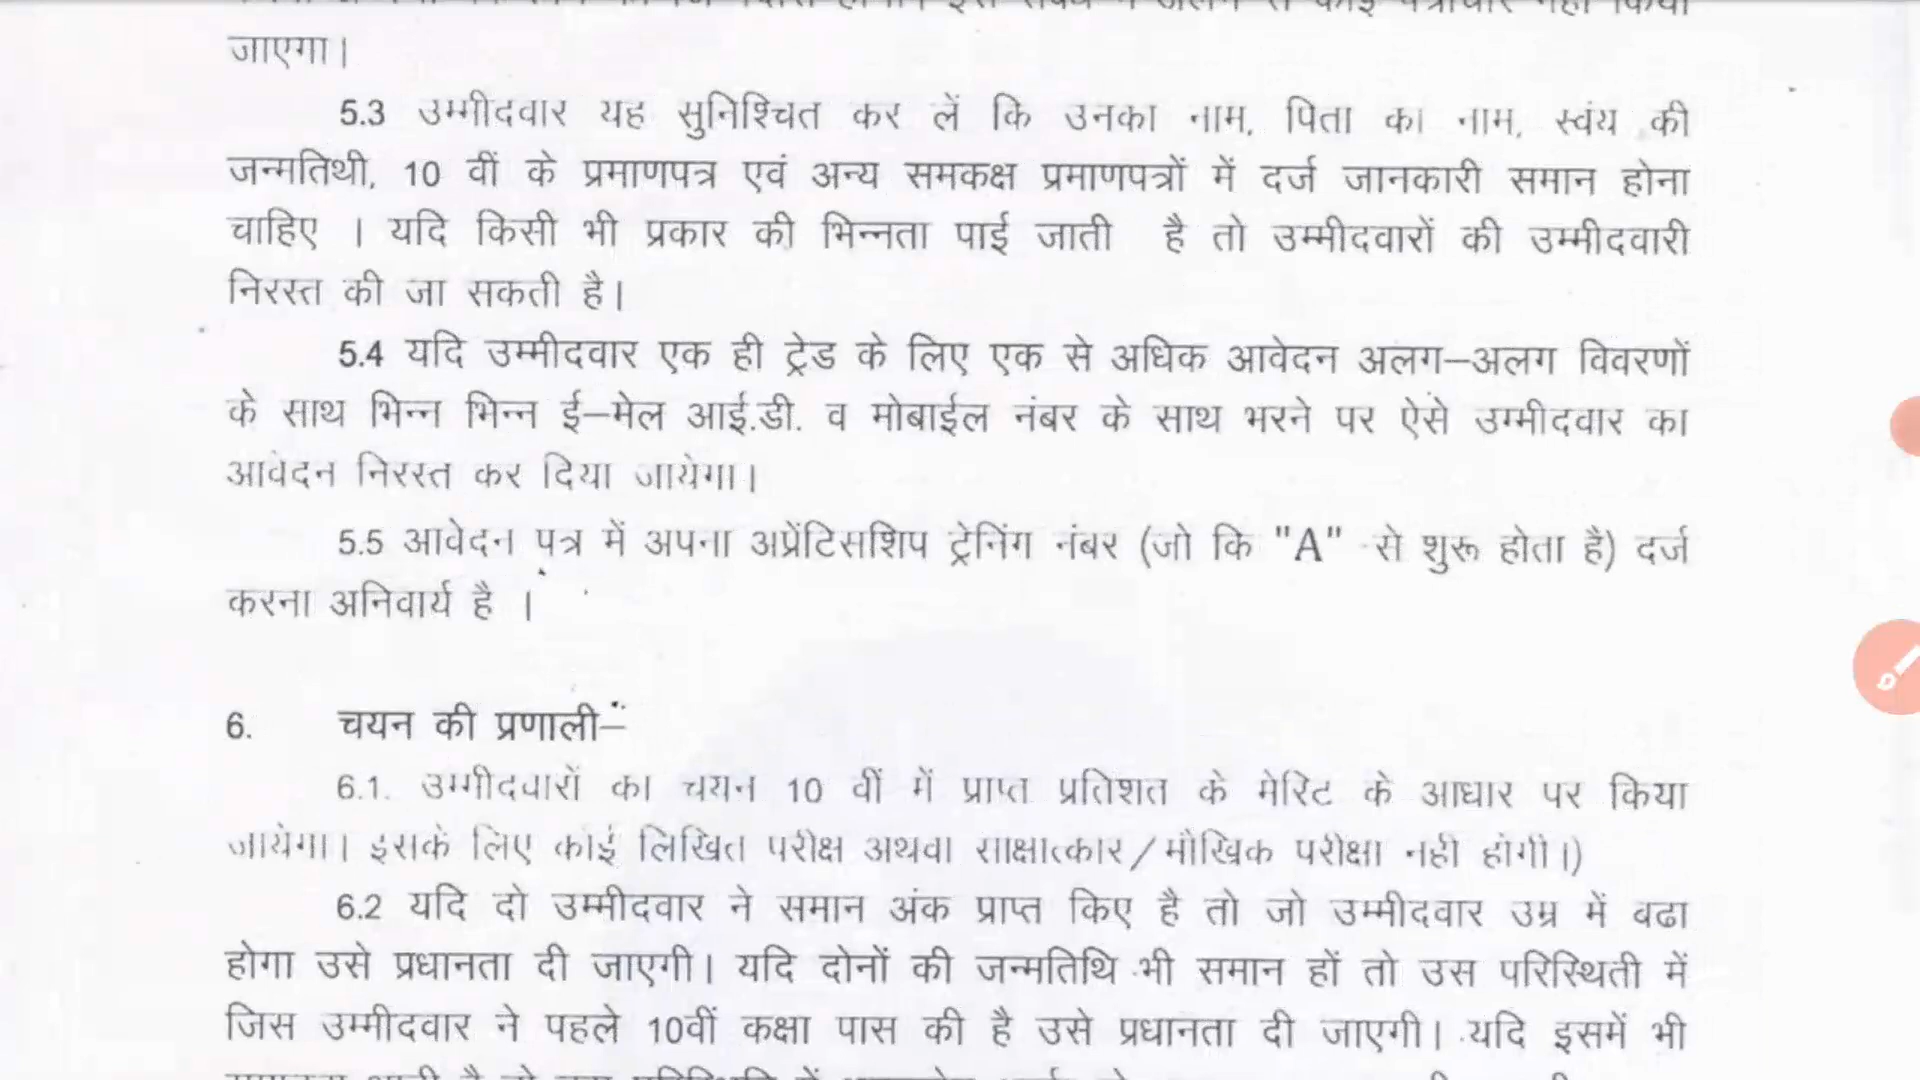 जाएगा।
5.3 उम्मीदवार यह सुनिश्चित कर लें कि उनका नाम, पिता का नाम, स्वंय की
जन्मतिथी, 10 वीं के प्रमाणपत्र एवं अन्य समकक्ष प्रमाणपत्रों में दर्ज जानकारी समान होना
चाहिए । यदि किसी भी प्रकार की भिन्नता पाई जाती है तो उम्मीदवारों की उम्मीदवारी
निरस्त की जा सकती है।
5.4 यदि उम्मीदवार एक ही ट्रेड के लिए एक से अधिक आवेदन अलग–अलग विवरणों
के साथ भिन्न भिन्न ई–मेल आई.डी. व मोबाईल नंबर के साथ भरने पर ऐसे उम्मीदवार का
आवेदन निरस्त कर दिया जायेगा।
5.5 आवेदन पत्र में अपना अप्रेंटिसशिप ट्रेनिंग नंबर (जो कि "A" से शुरू होता है) दर्ज
करना अनिवार्य है ।
6. चयन की प्रणाली–
6.1. उम्मीदवारों का चयन 10 वीं में प्राप्त प्रतिशत के मेरिट के आधार पर किया
जायेगा। इसके लिए कोई लिखित परीक्ष अथवा साक्षात्कार/मौखिक परीक्षा नही होगी।)
6.2 यदि दो उम्मीदवार ने समान अंक प्राप्त किए है तो जो उम्मीदवार उम्र में बढा
होगा उसे प्रधानता दी जाएगी। यदि दोनों की जन्मतिथि भी समान हों तो उस परिस्थिती में
जिस उम्मीदवार ने पहले 10वीं कक्षा पास की है उसे प्रधानता दी जाएगी। यदि इसमें भी